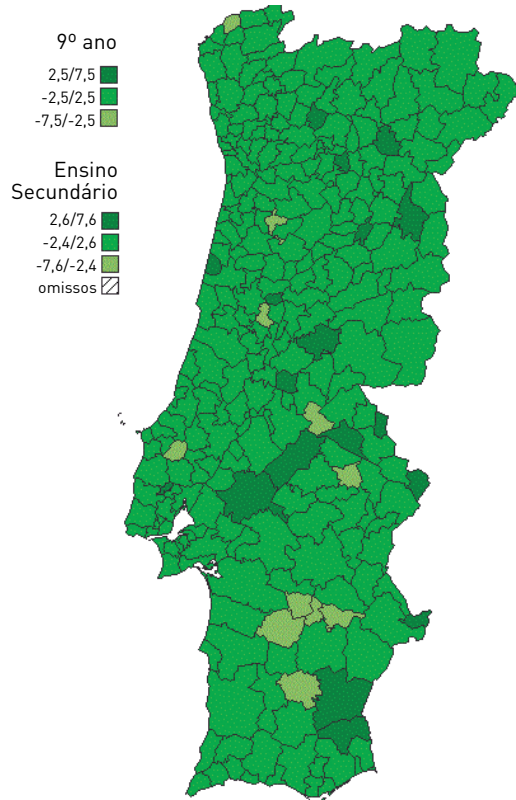 9º ano
2,5/7,5
-2,5/2,5
-7,5/-2,5
Ensino
Secundário
2,6/7,6
-2,4/2,6
-7,6/-2,4
omissos